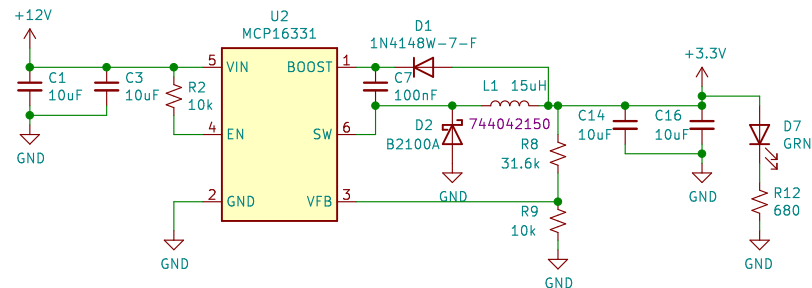 +12V
U2
MCP16331
D1
1N4148W-7-F
+3.3V
5 VIN
BOOST 1
C1
10uF
C3
10uF
R2
10k
C7
100nF
L1 15uH
744042150
4 EN
SW 6
D2
B2100A
R8
31.6k
C14
10uF
C16
10uF
D7
GRN
GND
GND
GND
2 GND
VFB 3
R9
10k
R12
680
GND
GND
GND